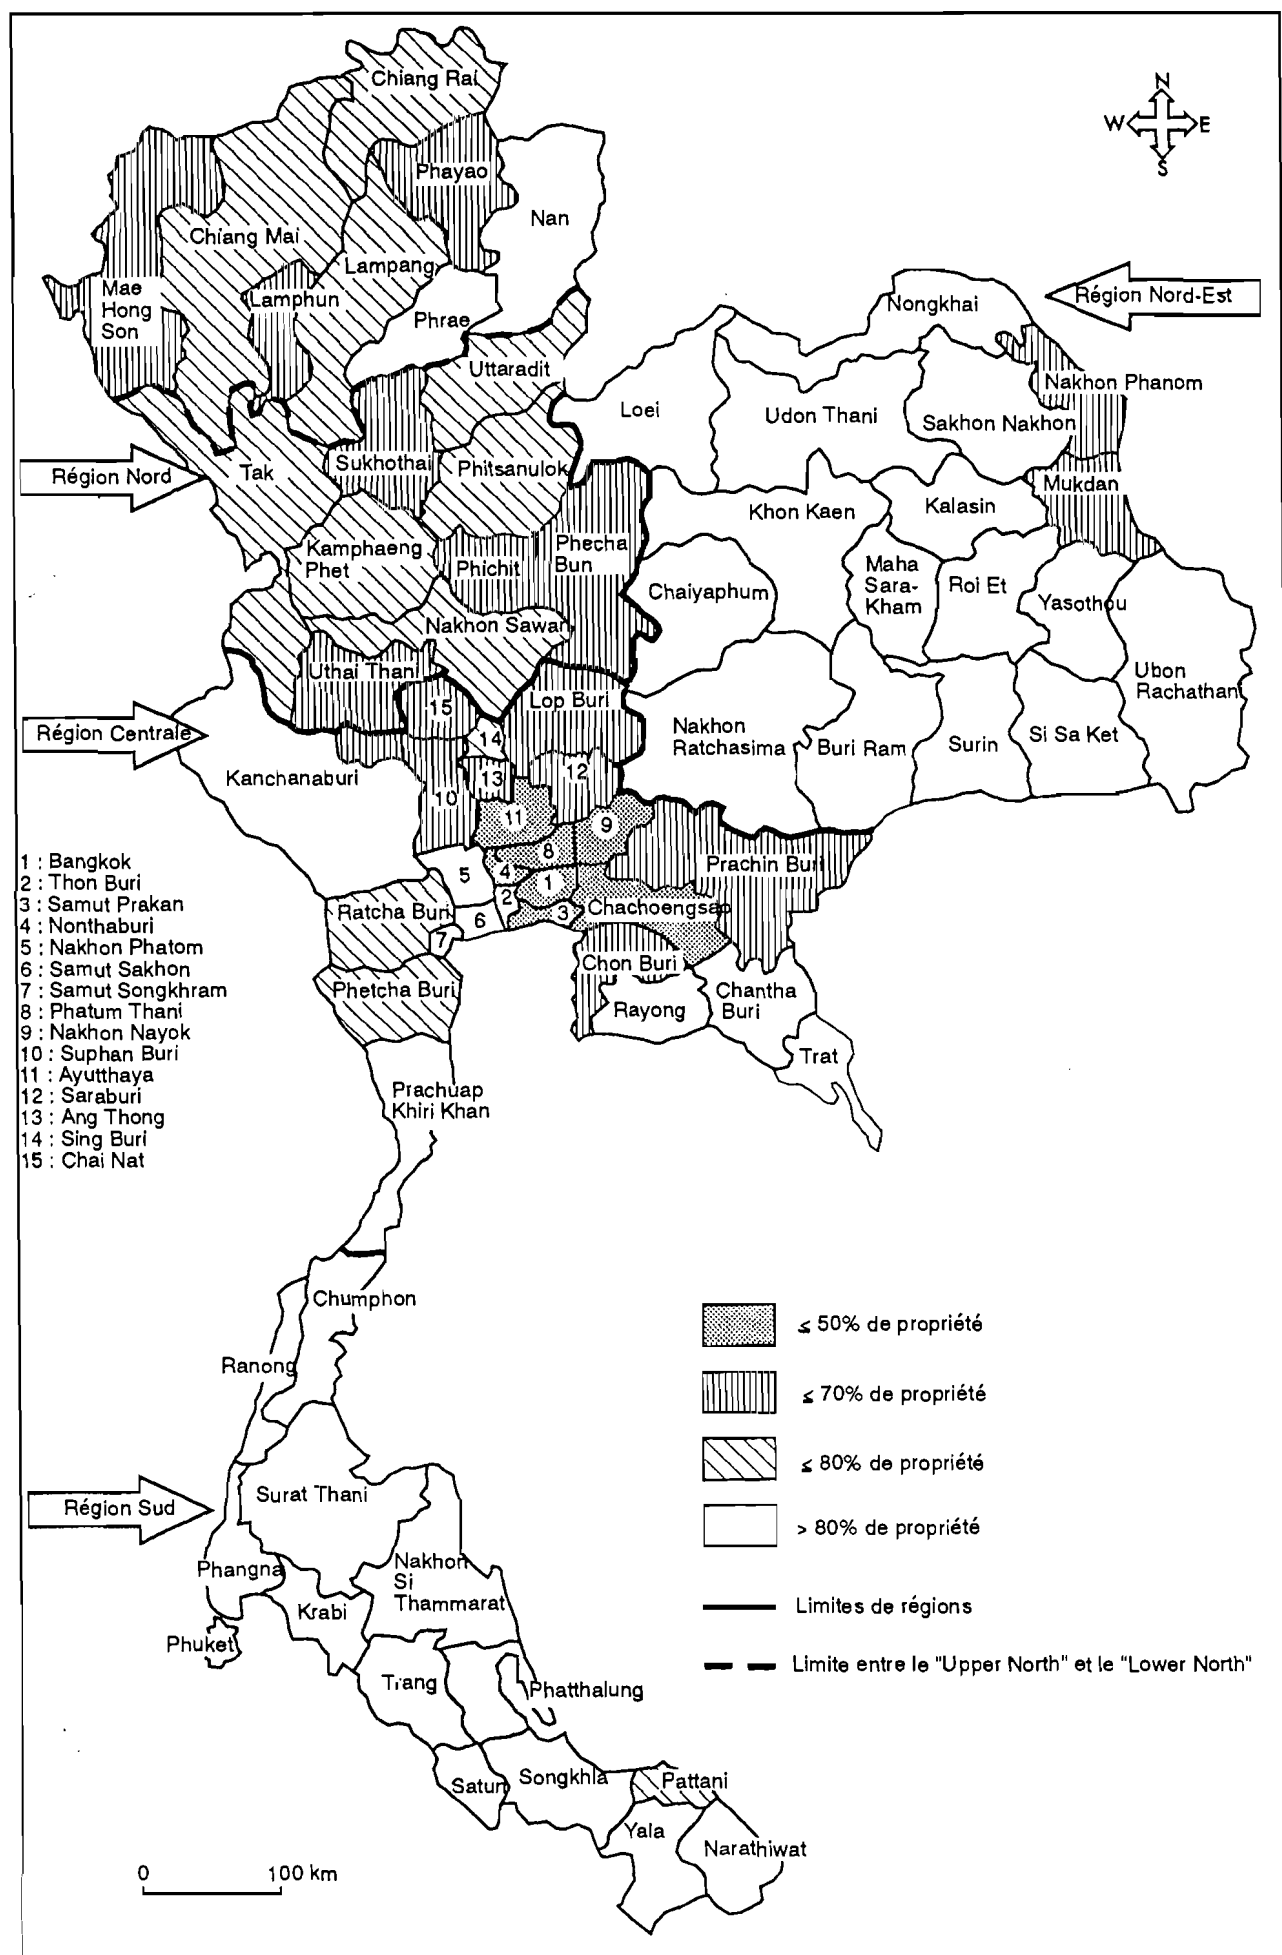 Chiang Rai
N
W E
S
Phayao
Nan
Chiang Mai
Lampang
Mae
Hong
Son
Lamphun
Phrae
Nongkhai
Région Nord-Est
Uttaradit
Nakhon Phanom
Loei
Udon Thani
Sakhon Nakhon
Région Nord
Tak
Sukhothai
Phitsanulok
Mukdan
Khon Kaen
Kalasin
Kamphaeng
Phet
Phichit
Phecha
Bun
Chaiyaphum
Maha
Sara-
Kham
Roi Et
Yasothou
Nakhon Sawan
Uthai Thani
Ubon
Rachathani
15
Lop Buri
Région Centrale
14
Nakhon
Ratchasima
Buri Ram
Surin
Si Sa Ket
Kanchanaburi
13
12
10
11
9
8
Prachin Buri
1 : Bangkok
2 : Thon Buri
3 : Samut Prakan
4 : Nonthaburi
5 : Nakhon Phatom
6 : Samut Sakhon
7 : Samut Songkhram
8 : Phatum Thani
9 : Nakhon Nayok
10 : Suphan Buri
11 : Ayutthaya
12 : Saraburi
13 : Ang Thong
14 : Sing Buri
15 : Chai Nat
5
4
1
2
Ratcha Buri
6
3
Chachoengsap
7
Chon Buri
Phetcha Buri
Rayong
Chantha
Buri
Trat
Prachuap
Khiri Khan
Chumphon
≤ 50% de propriété
Ranong
≤ 70% de propriété
≤ 80% de propriété
Surat Thani
Région Sud
> 80% de propriété
Phangna
Nakhon
Si
Thammarat
Krabi
Limites de régions
Phuket
Limite entre le "Upper North" et le "Lower North"
Trang
Phatthalung
Satun
Songkhla
Pattani
Yala
Narathiwat
0 100 km